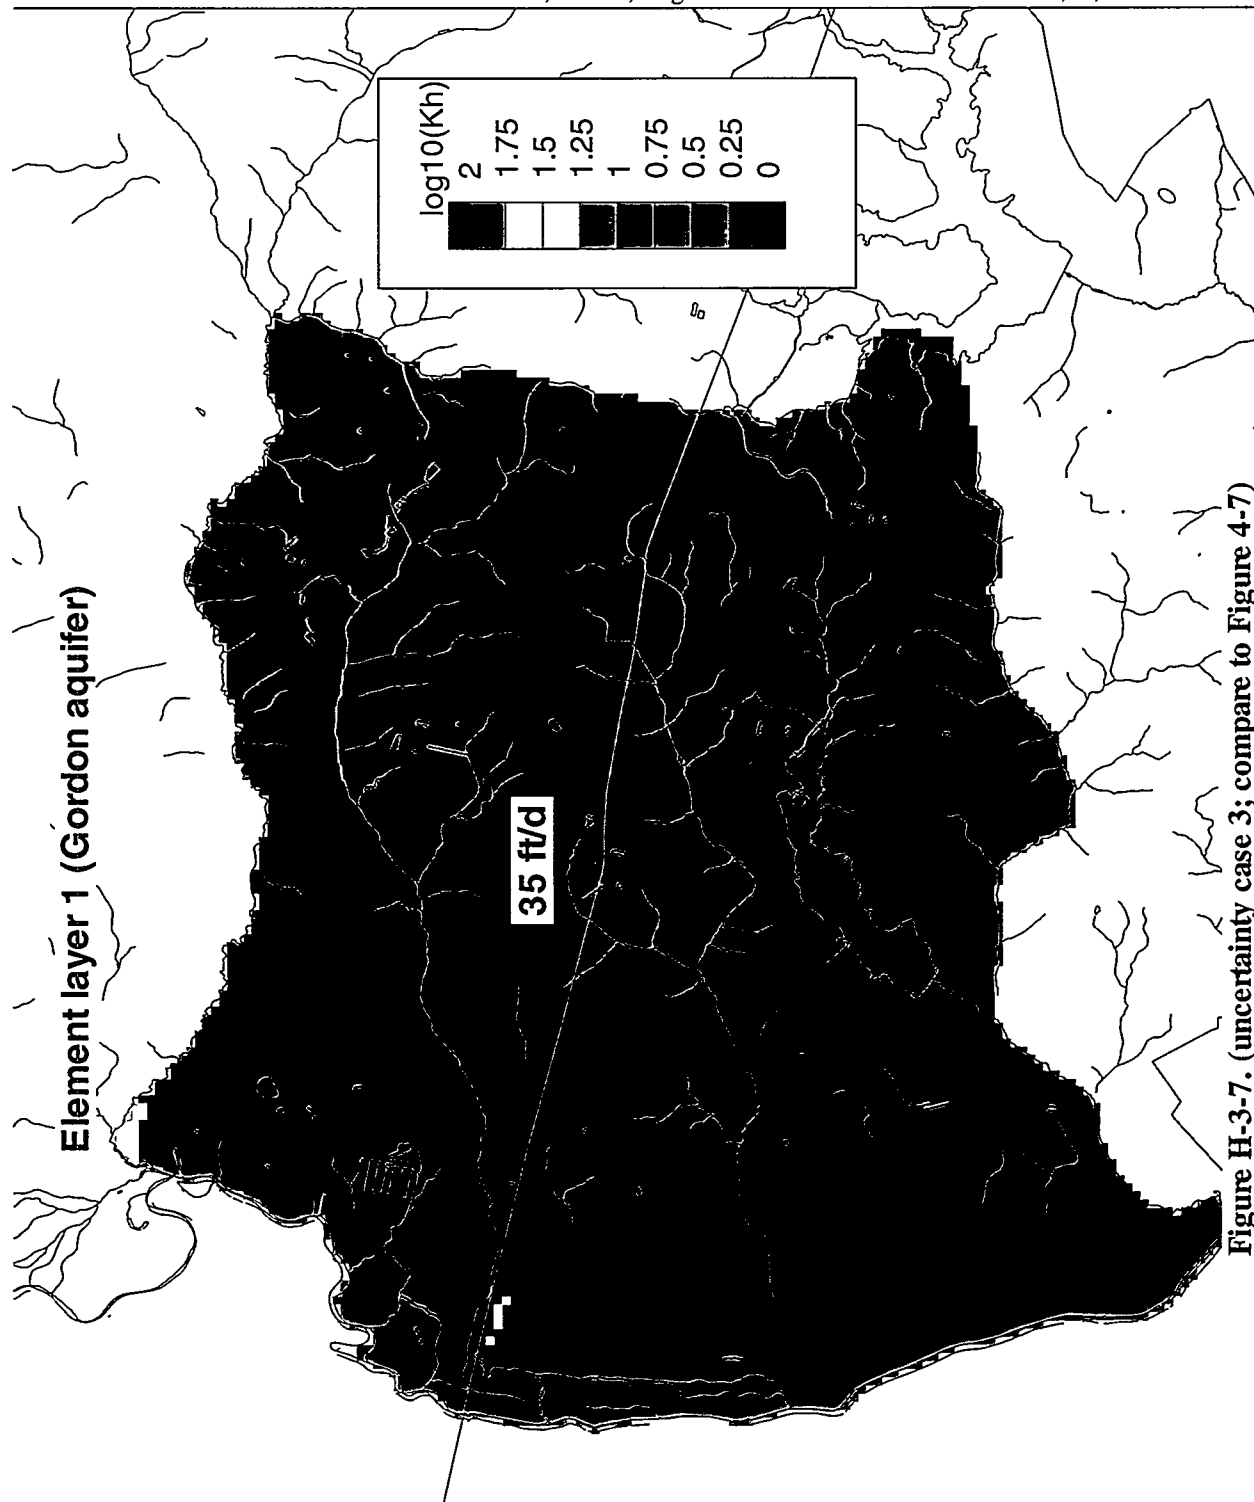 Element layer 1 (Gordon aquifer)
log10(Kh)
2
1.75
1.5
1.25
1
0.75
0.5
0.25
0
35 ft/d
Figure H-3-7. (uncertainty case 3; compare to Figure 4-7)